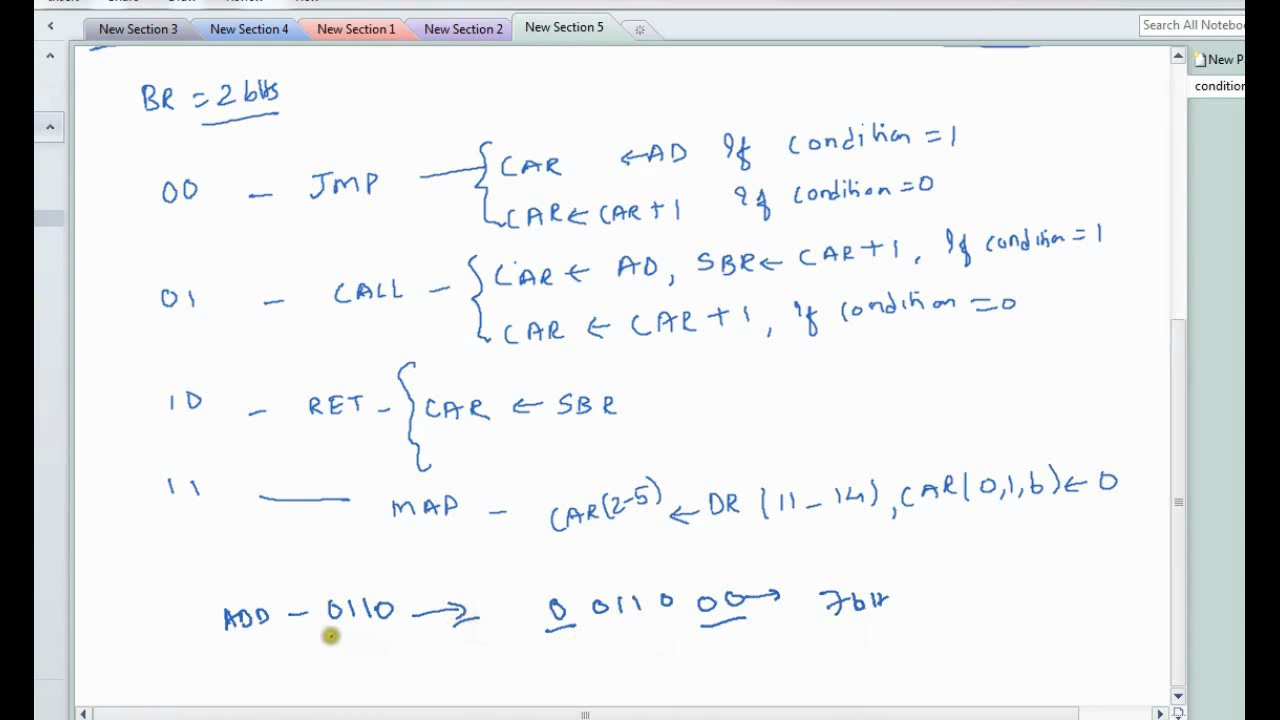 New Section 3 New Section 4 New Section 1 New Section 2 New Section 5 Search All Notebo
New P
condition
BR = 2 bits
00 - JMP - { CAR ← AD If condition = 1
CAR ← CAR + 1 If condition = 0
01 - CALL - { CAR ← AD, SBR ← CAR + 1, If condition = 1
CAR ← CAR + 1, if condition = 0
10 - RET - { CAR ← SBR
11 — MAP - CAR(2-5) ← DR (11-14), CAR(0,1,6) ← 0
ADD - 0110 → 0 0110 00 → 7bit